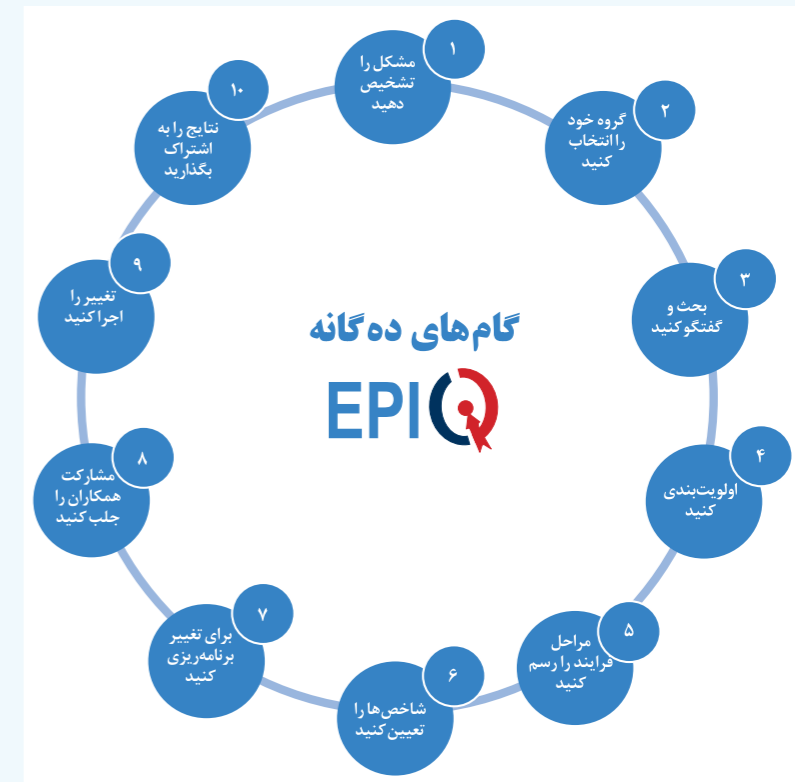 گام‌های ده گانه
EPIQ
۱
مشکل را
تشخیص
دهید
۲
گروه خود
را انتخاب
کنید
۳
بحث و
گفتگو کنید
۴
اولویت‌بندی
کنید
۵
مراحل
فرایند را رسم
کنید
۶
شاخص‌ها را
تعیین کنید
۷
برای تغییر
برنامه‌ریزی
کنید
۸
مشارکت
همکاران را
جلب کنید
۹
تغییر را
اجرا کنید
۱۰
نتایج را به
اشتراک
بگذارید